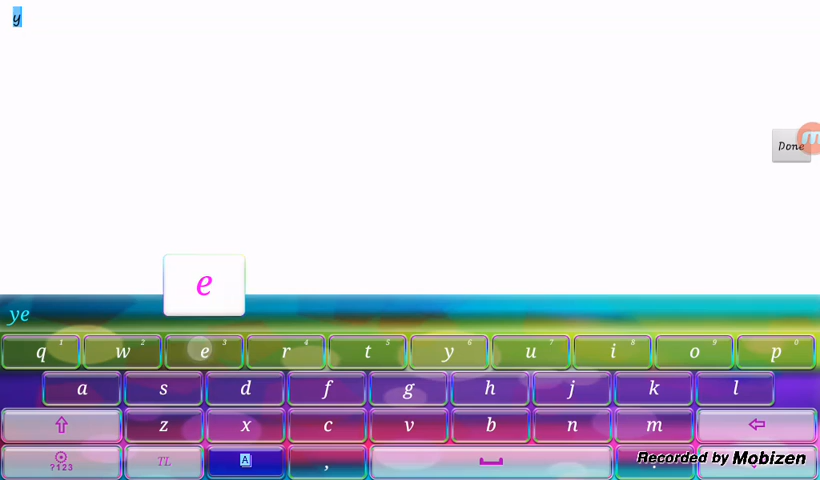 y
Done
e
ye
q 1 w 2 e 3 r 4 t 5 y 6 u 7 i 8 o 9 p 0
a s d f g h j k l
z x c v b n m
?123 TL A , .
Recorded by Mobizen